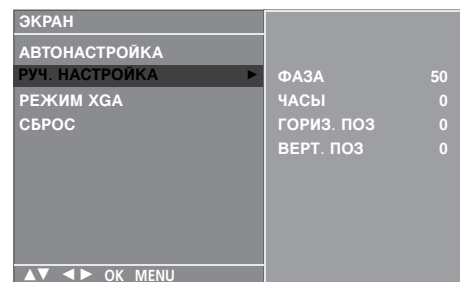 ЭКРАН
АВТОНАСТРОЙКА
РУЧ. НАСТРОЙКА ►
РЕЖИМ XGA
СБРОС
ФАЗА 50
ЧАСЫ 0
ГОРИЗ. ПОЗ 0
ВЕРТ. ПОЗ 0
▲▼ ◄► OK MENU